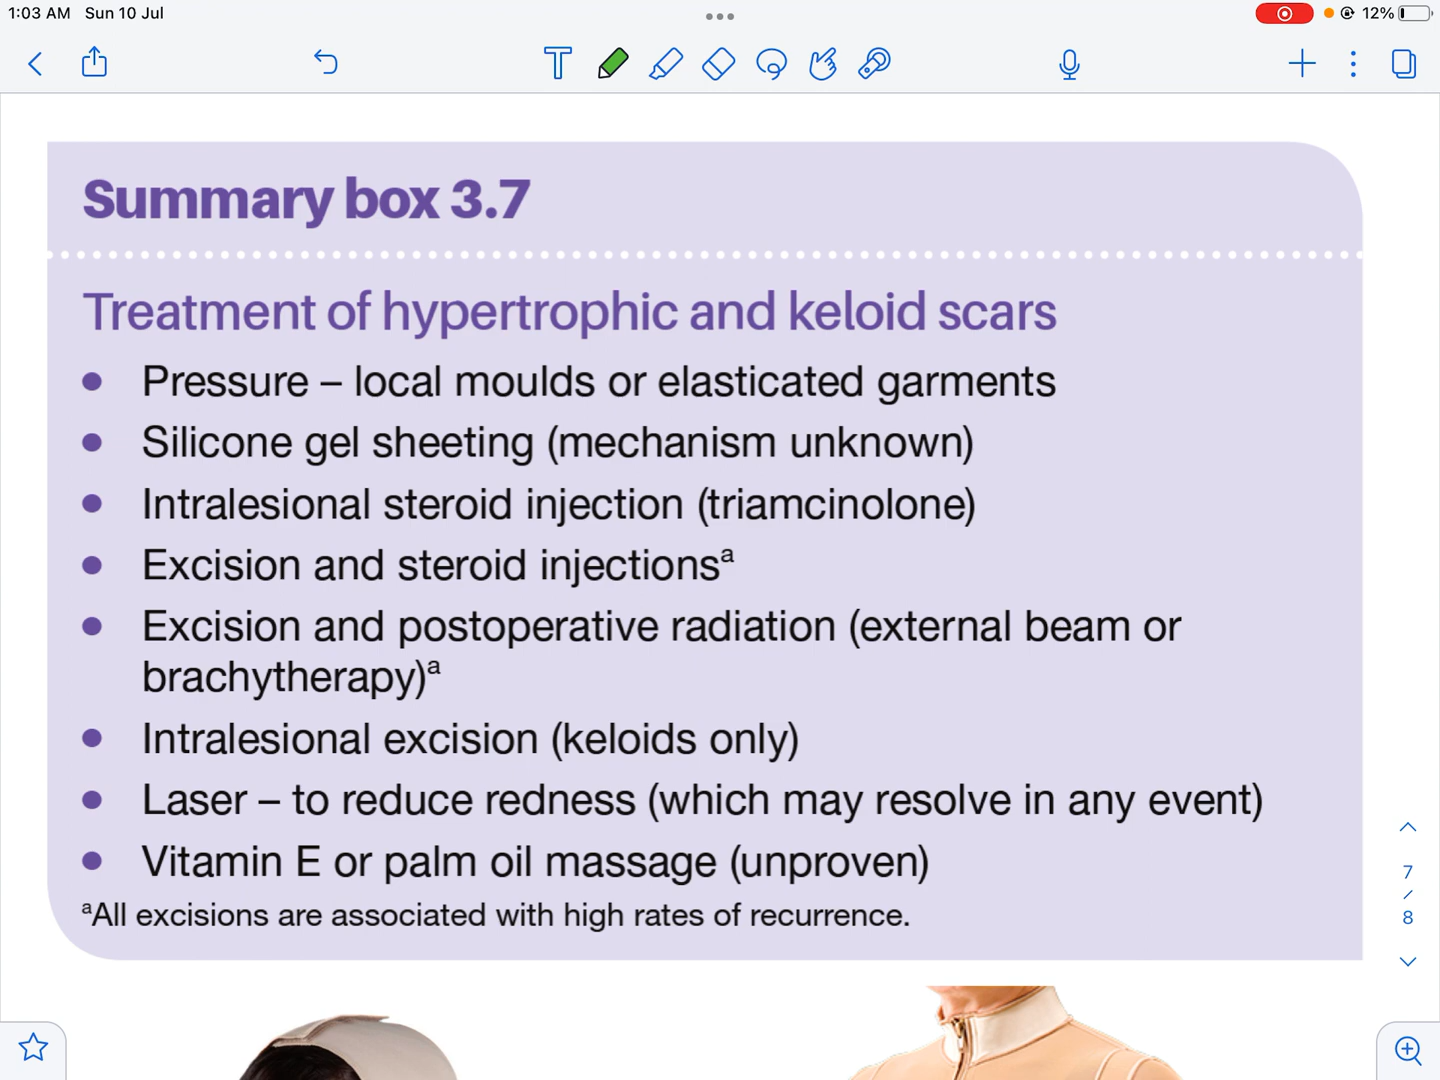 1:03 AM Sun 10 Jul
12%
Summary box 3.7
Treatment of hypertrophic and keloid scars
• Pressure – local moulds or elasticated garments
• Silicone gel sheeting (mechanism unknown)
• Intralesional steroid injection (triamcinolone)
• Excision and steroid injectionsᵃ
• Excision and postoperative radiation (external beam or
brachytherapy)ᵃ
• Intralesional excision (keloids only)
• Laser – to reduce redness (which may resolve in any event)
• Vitamin E or palm oil massage (unproven)
ᵃAll excisions are associated with high rates of recurrence.
7
/
8